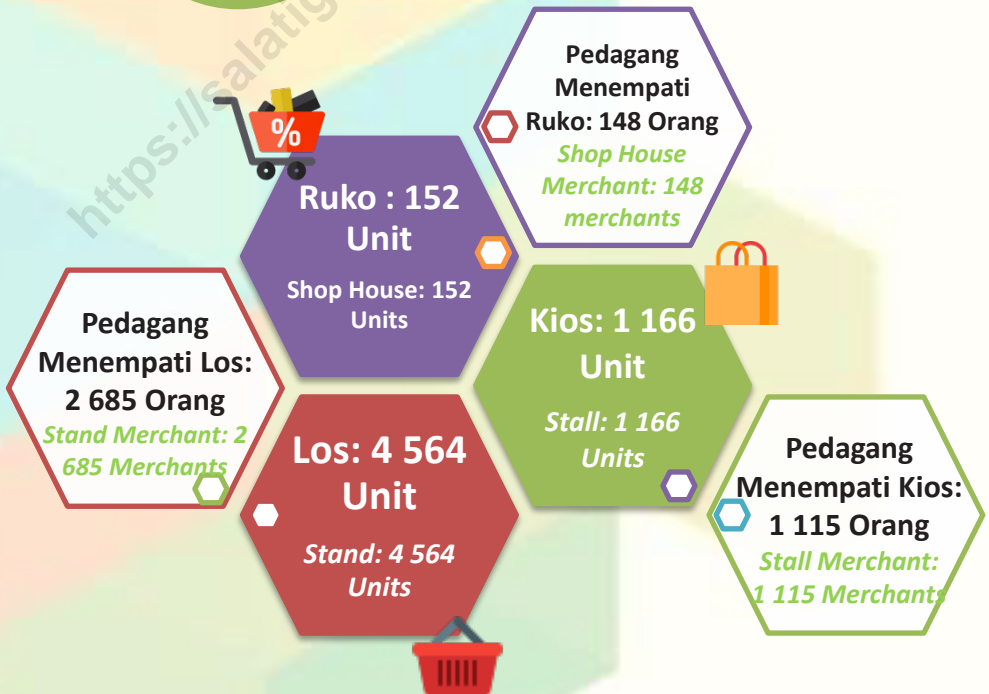 https://salatig
%
Pedagang
Menempati
Ruko: 148 Orang
Shop House
Merchant: 148
merchants
Ruko : 152
Unit
Shop House: 152
Units
Kios: 1 166
Unit
Stall: 1 166
Units
Pedagang
Menempati Los:
2 685 Orang
Stand Merchant: 2
685 Merchants
Los: 4 564
Unit
Stand: 4 564
Units
Pedagang
Menempati Kios:
1 115 Orang
Stall Merchant:
1 115 Merchants